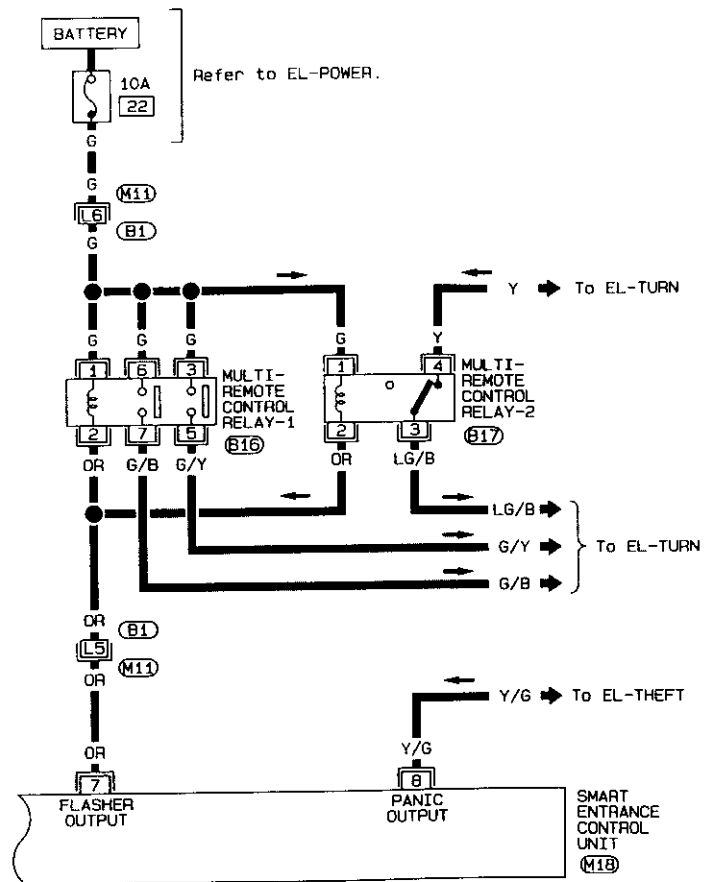 BATTERY
10A
22
Refer to EL-POWER.
G
G
M11
L6
B1
G
Y To EL-TURN
G G G G Y
1 6 3 1 4
MULTI-
REMOTE
CONTROL
RELAY-1
B16
MULTI-
REMOTE
CONTROL
RELAY-2
B17
2 7 5 2 3
OR G/B G/Y OR LG/B
LG/B
G/Y To EL-TURN
G/B
OR
B1
L5
M11
OR
Y/G To EL-THEFT
OR Y/G
7 8
FLASHER
OUTPUT
PANIC
OUTPUT
SMART
ENTRANCE
CONTROL
UNIT
M18